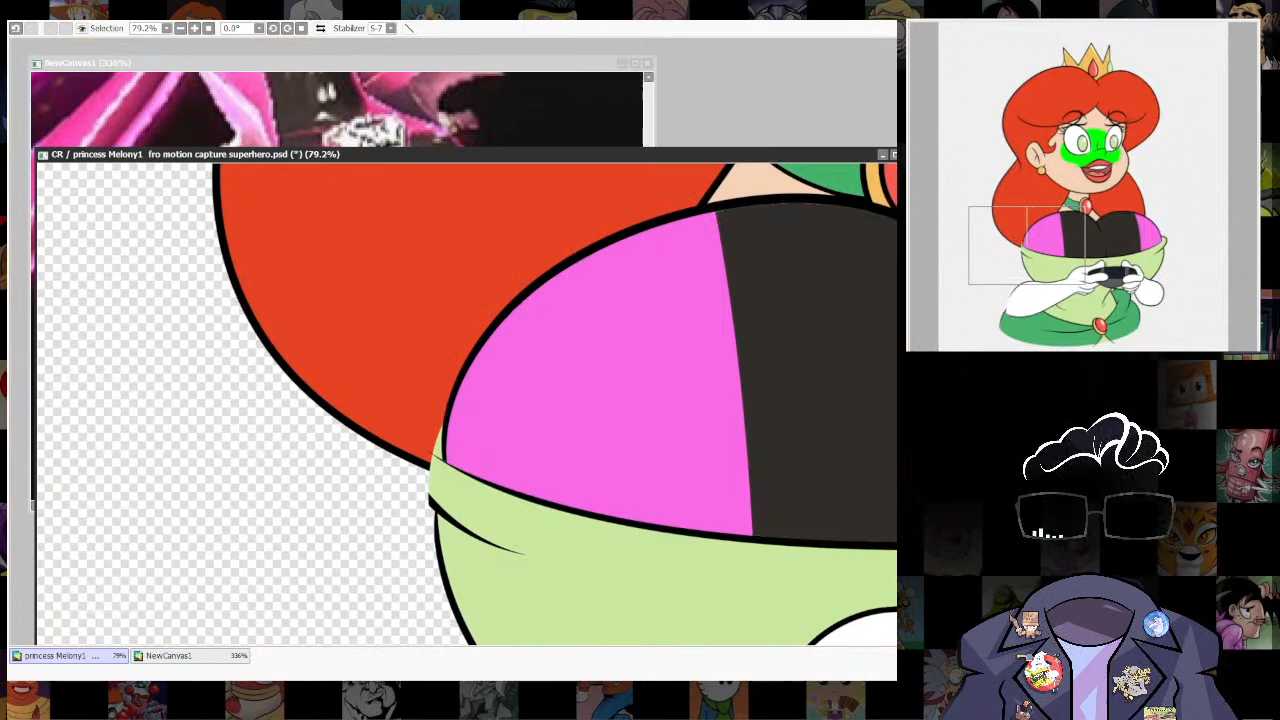 Selection 79.2% 0.0° Stabilizer S-7
NewCanvas1 (336%)
CR / princess Melony1 fro motion capture superhero.psd (*) (79.2%)
princess Melony1 ... 79% NewCanvas1 336%